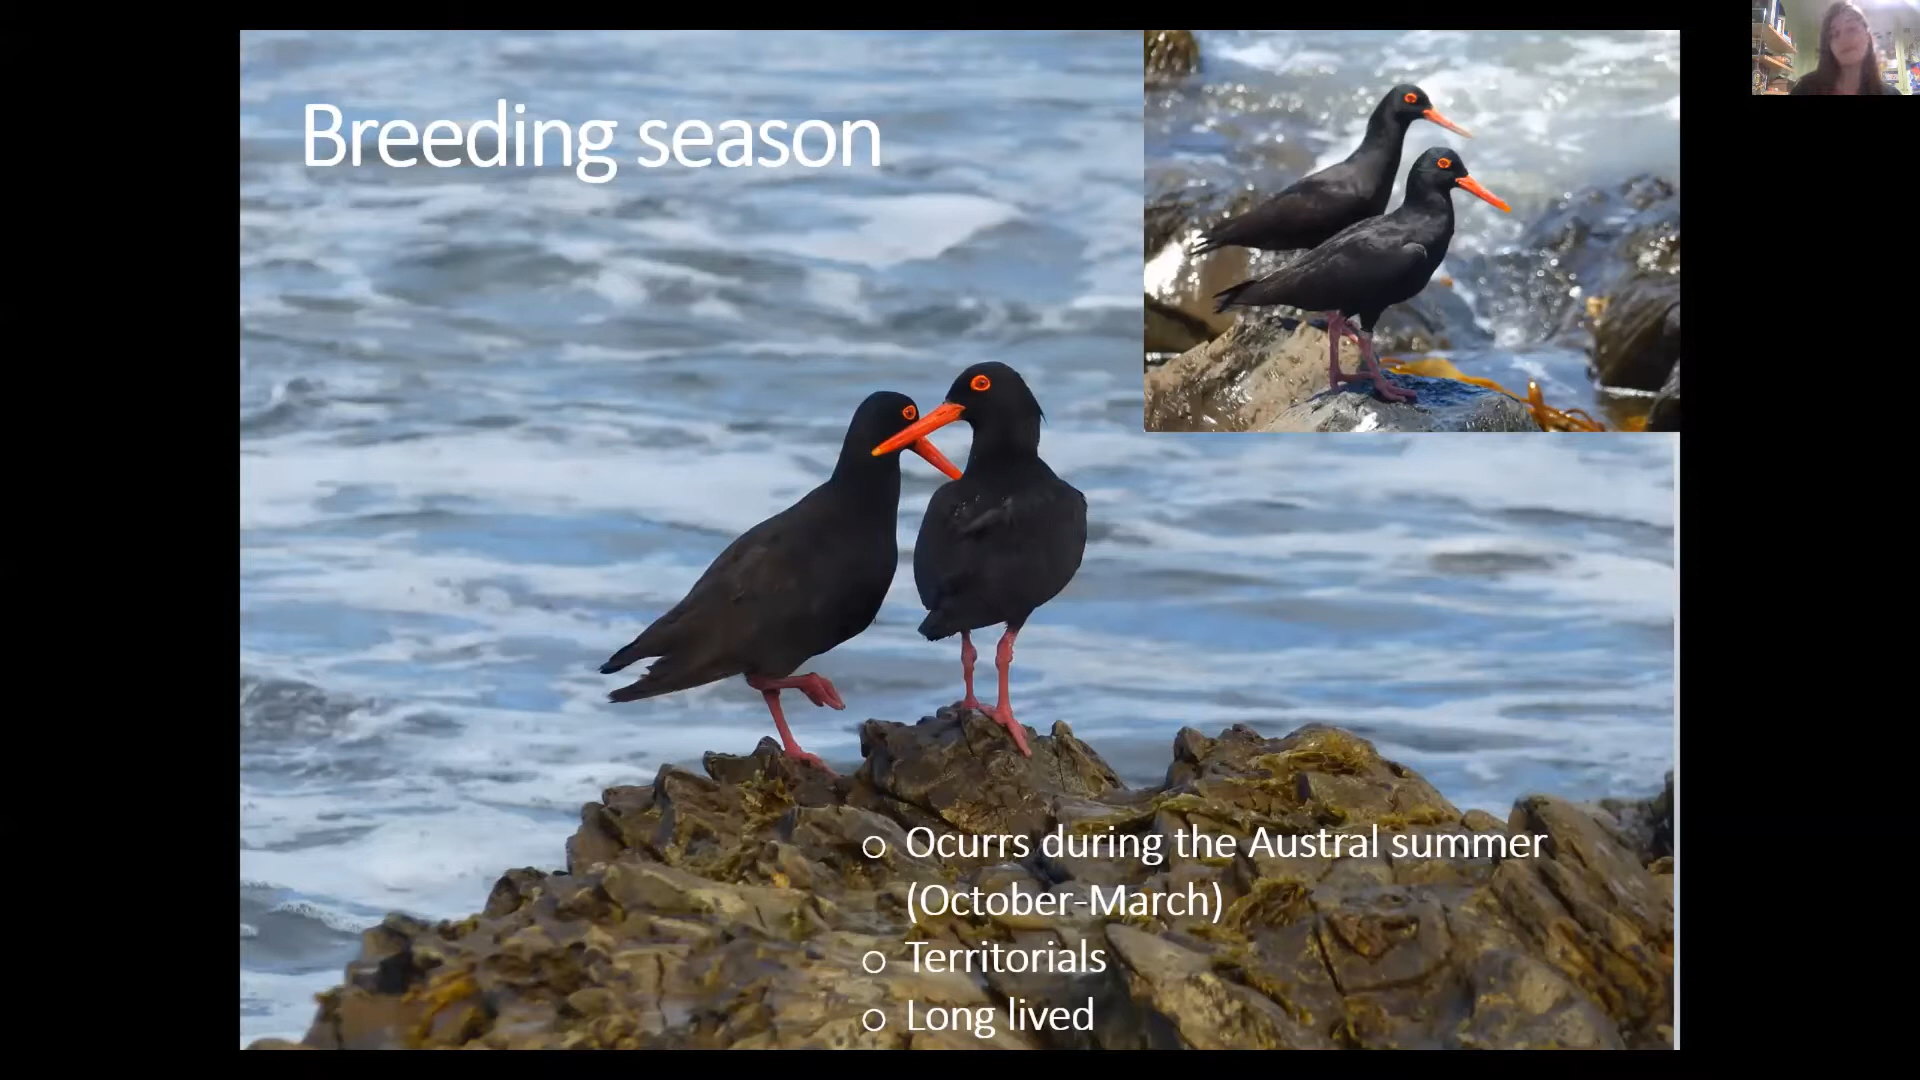 Breeding season
○ Ocurrs during the Austral summer
(October-March)
○ Territorials
○ Long lived